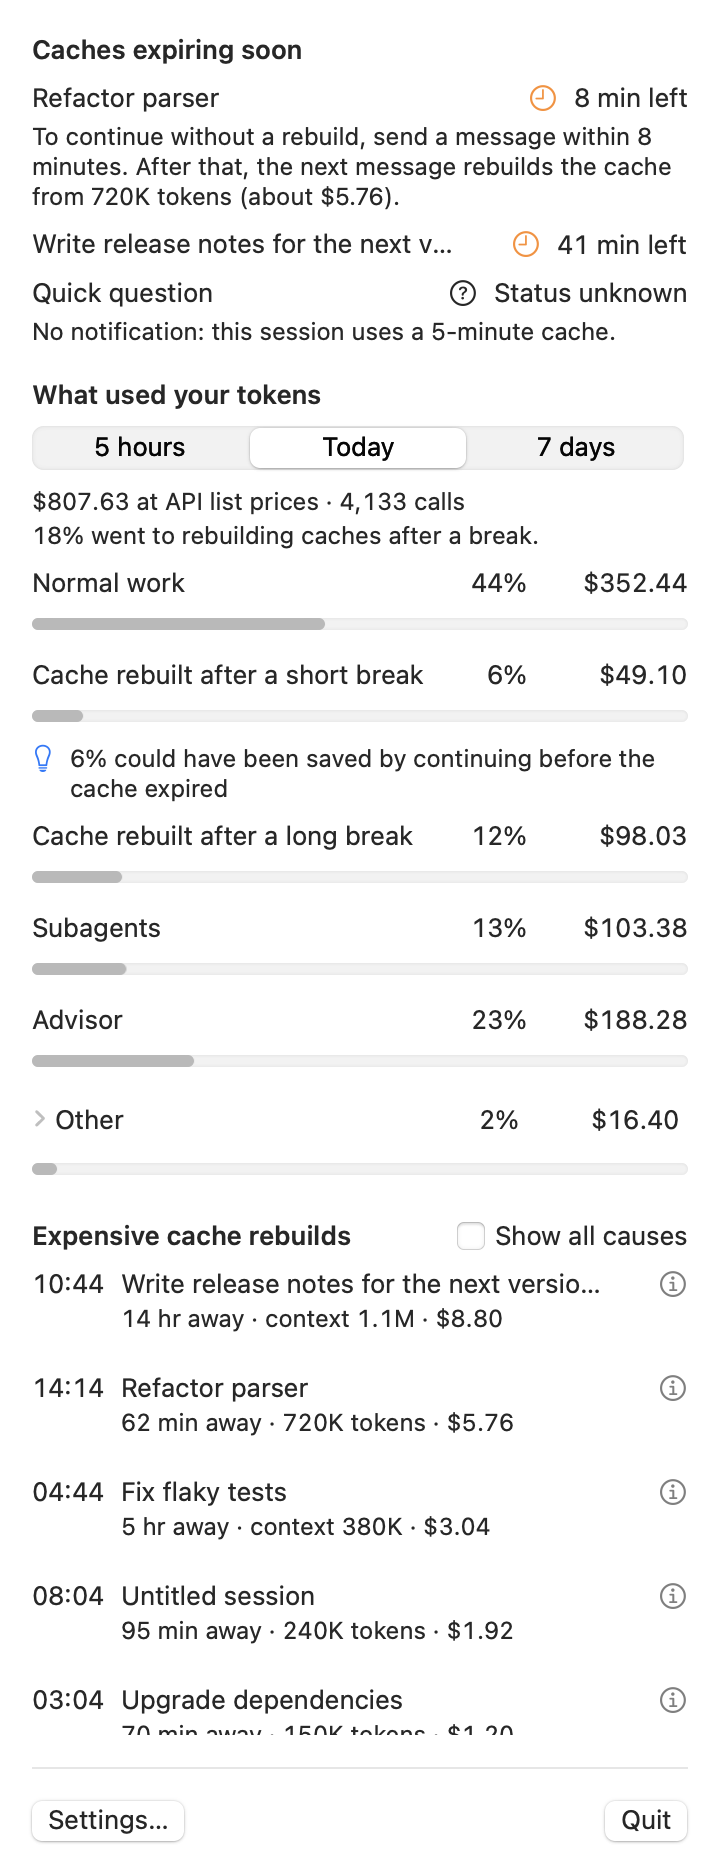 Caches expiring soon
Refactor parser 8 min left
To continue without a rebuild, send a message within 8
minutes. After that, the next message rebuilds the cache
from 720K tokens (about $5.76).
Write release notes for the next v... 41 min left
Quick question ? Status unknown
No notification: this session uses a 5-minute cache.
What used your tokens
5 hours Today 7 days
$807.63 at API list prices · 4,133 calls
18% went to rebuilding caches after a break.
Normal work 44% $352.44
Cache rebuilt after a short break 6% $49.10
6% could have been saved by continuing before the
cache expired
Cache rebuilt after a long break 12% $98.03
Subagents 13% $103.38
Advisor 23% $188.28
Other 2% $16.40
Expensive cache rebuilds Show all causes
10:44 Write release notes for the next versio...
14 hr away · context 1.1M · $8.80
14:14 Refactor parser
62 min away · 720K tokens · $5.76
04:44 Fix flaky tests
5 hr away · context 380K · $3.04
08:04 Untitled session
95 min away · 240K tokens · $1.92
03:04 Upgrade dependencies
70 min away · 150K tokens · $1.20
Settings... Quit